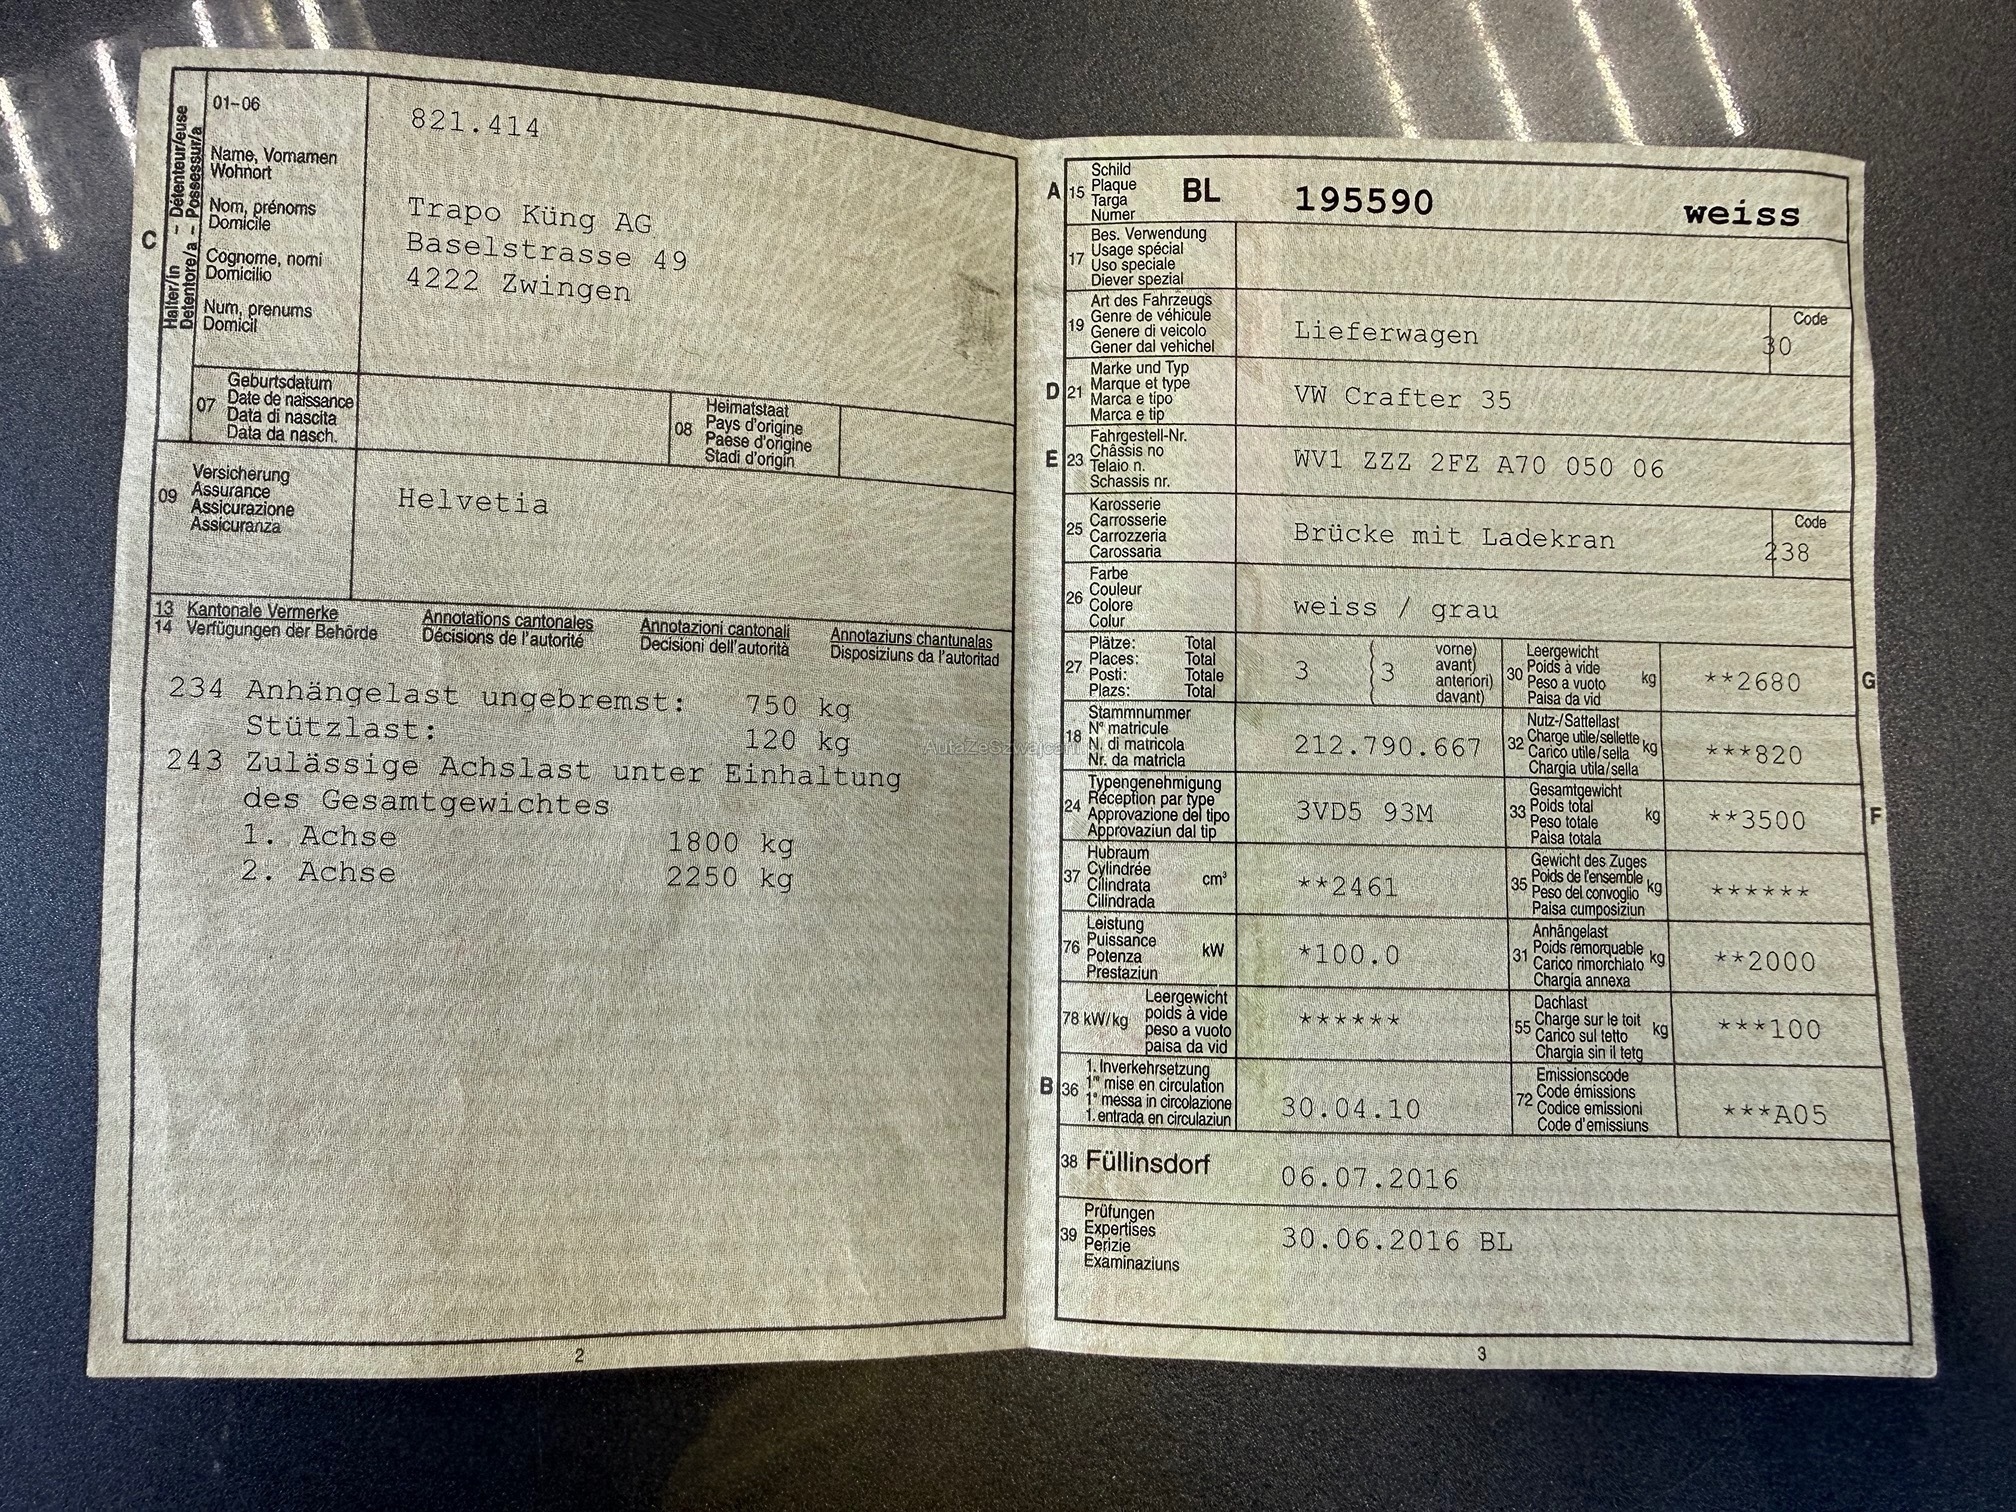 C
Halter/in - Détenteur/euse
Detentore/a - Possessur/a
01-06
821.414
Name, Vornamen
Wohnort
Nom, prénoms
Domicile
Cognome, nomi
Domicilio
Num, prenums
Domicil
Trapo Küng AG
Baselstrasse 49
4222 Zwingen
07
Geburtsdatum
Date de naissance
Data di nascita
Data da nasch.
08
Heimatstaat
Pays d'origine
Paese d'origine
Stadi d'origin
09
Versicherung
Assurance
Assicurazione
Assicuranza
Helvetia
13 Kantonale Vermerke Annotations cantonales Annotazioni cantonali Annotaziuns chantunalas
14 Verfügungen der Behörde Décisions de l'autorité Decisioni dell'autorità Disposiziuns da l'autoritad
234 Anhängelast ungebremst: 750 kg
Stützlast: 120 kg
243 Zulässige Achslast unter Einhaltung
des Gesamtgewichtes
1. Achse 1800 kg
2. Achse 2250 kg
2
AutaZeSzwajcarii
A 15
Schild
Plaque
Targa
Numer
BL 195590 weiss
17
Bes. Verwendung
Usage spécial
Uso speciale
Diever spezial
19
Art des Fahrzeugs
Genre de véhicule
Genere di veicolo
Gener dal vehichel
Lieferwagen
Code
30
D 21
Marke und Typ
Marque et type
Marca e tipo
Marca e tip
VW Crafter 35
E 23
Fahrgestell-Nr.
Châssis no
Telaio n.
Schassis nr.
WV1 ZZZ 2FZ A70 050 06
25
Karosserie
Carrosserie
Carrozzeria
Carossaria
Brücke mit Ladekran
Code
238
26
Farbe
Couleur
Colore
Colur
weiss / grau
27
Plätze: Total
Places: Total
Posti: Totale
Plazs: Total
3 {3
vorne)
avant)
anteriori)
davant)
30
Leergewicht
Poids à vide
Peso a vuoto
Paisa da vid
kg
**2680
G
18
Stammnummer
N° matricule
N. di matricola
Nr. da matricla
212.790.667
32
Nutz-/Sattellast
Charge utile/sellette
Carico utile/sella
Chargia utila/sella
kg
***820
24
Typengenehmigung
Réception par type
Approvazione del tipo
Approvaziun dal tip
3VD5 93M
33
Gesamtgewicht
Poids total
Peso totale
Paisa totala
kg
**3500
F
37
Hubraum
Cylindrée
Cilindrata
Cilindrada
cm³
**2461
35
Gewicht des Zuges
Poids de l'ensemble
Peso del convoglio
Paisa cumposiziun
kg
******
76
Leistung
Puissance
Potenza
Prestaziun
kW
*100.0
31
Anhängelast
Poids remorquable
Carico rimorchiato
Chargia annexa
kg
**2000
78 kW/kg
Leergewicht
poids à vide
peso a vuoto
paisa da vid
******
55
Dachlast
Charge sur le toit
Carico sul tetto
Chargia sin il tetg
kg
***100
B 36
1. Inverkehrsetzung
1re mise en circulation
1a messa in circolazione
1. entrada en circulaziun
30.04.10
72
Emissionscode
Code émissions
Codice emissioni
Code d'emissiuns
***A05
38 Füllinsdorf
06.07.2016
39
Prüfungen
Expertises
Perizie
Examinaziuns
30.06.2016 BL
3